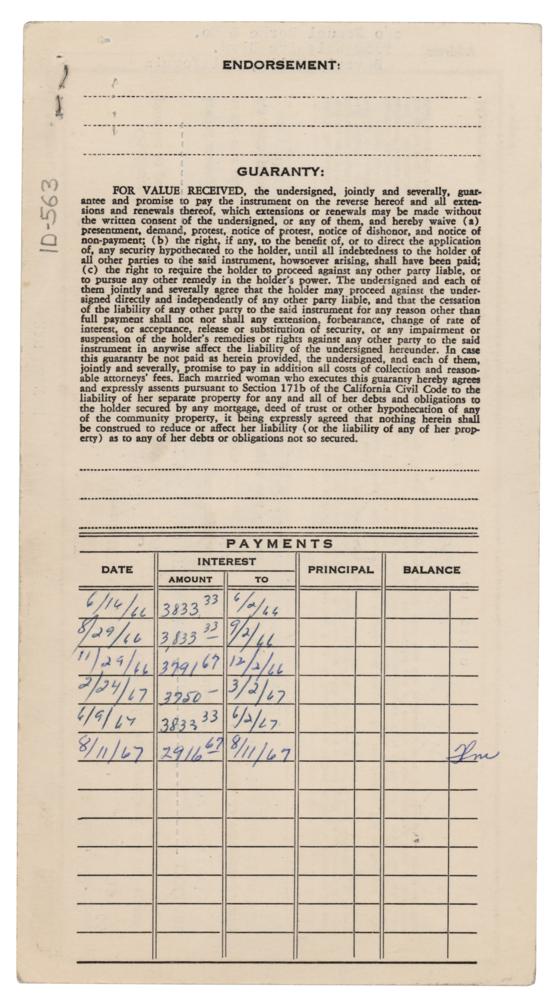 ENDORSEMENT:
ID-563
GUARANTY:
FOR VALUE RECEIVED, the undersigned, jointly and severally, guar-
antee and promise to pay the instrument on the reverse hereof and all exten-
sions and renewals thereof, which extensions or renewals may be made without
the written consent of the undersigned, or any of them, and hereby waive (a)
presentment, demand, protest, notice of protest, notice of dishonor, and notice of
non-payment; (b) the right, if any, to the benefit of, or to direct the application
of, any security hypothecated to the holder, until all indebtedness to the holder of
all other parties to the said instrument, howsoever arising, shall have been paid;
(c) the right to require the holder to proceed against any other party liable, or
to pursue any other remedy in the holder's power. The undersigned and each of
them jointly and severally agree that the holder may proceed against the under-
signed directly and independently of any other party liable, and that the cessation
of the liability of any other party to the said instrument for any reason other than
full payment shall not nor shall any extension, forbearance, change of rate of
interest, or acceptance, release or substitution of security, or any impairment or
suspension of the holder's remedies or rights against any other party to the said
instrument in anywise affect the liability of the undersigned hereunder. In case
this guaranty be not paid as herein provided, the undersigned, and each of them,
jointly and severally, promise to pay in addition all costs of collection and reason-
able attorneys' fees. Each married woman who executes this guaranty hereby agrees
and expressly assents pursuant to Section 171b of the California Civil Code to the
liability of her separate property for any and all of her debts and obligations to
the holder secured by any mortgage, deed of trust or other hypothecation of any
of the community property, it being expressly agreed that nothing herein shall
be construed to reduce or affect her liability (or the liability of any of her prop-
erty) as to any of her debts or obligations not so secured.
PAYMENTS
DATE INTEREST PRINCIPAL BALANCE
AMOUNT TO
6/14/66 3833 33 6/2/66
8/29/66 3,833 33 9/2/66
11/29/66 3791 67 12/2/66
2/24/67 3750 - 3/2/67
6/9/67 3833 33 6/2/67
8/11/67 2916 67 8/11/67